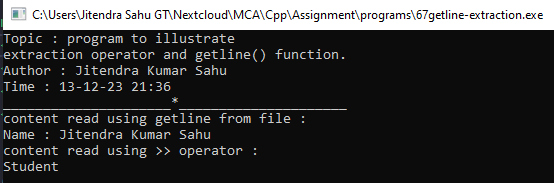 C:\Users\Jitendra Sahu GT\Nextcloud\MCA\Cpp\Assignment\programs\67getline-extraction.exe
Topic : program to illustrate
extraction operator and getline() function.
Author : Jitendra Kumar Sahu
Time : 13-12-23 21:36
_____________________*_____________________
content read using getline from file :
Name : Jitendra Kumar Sahu
content read using >> operator :
Student